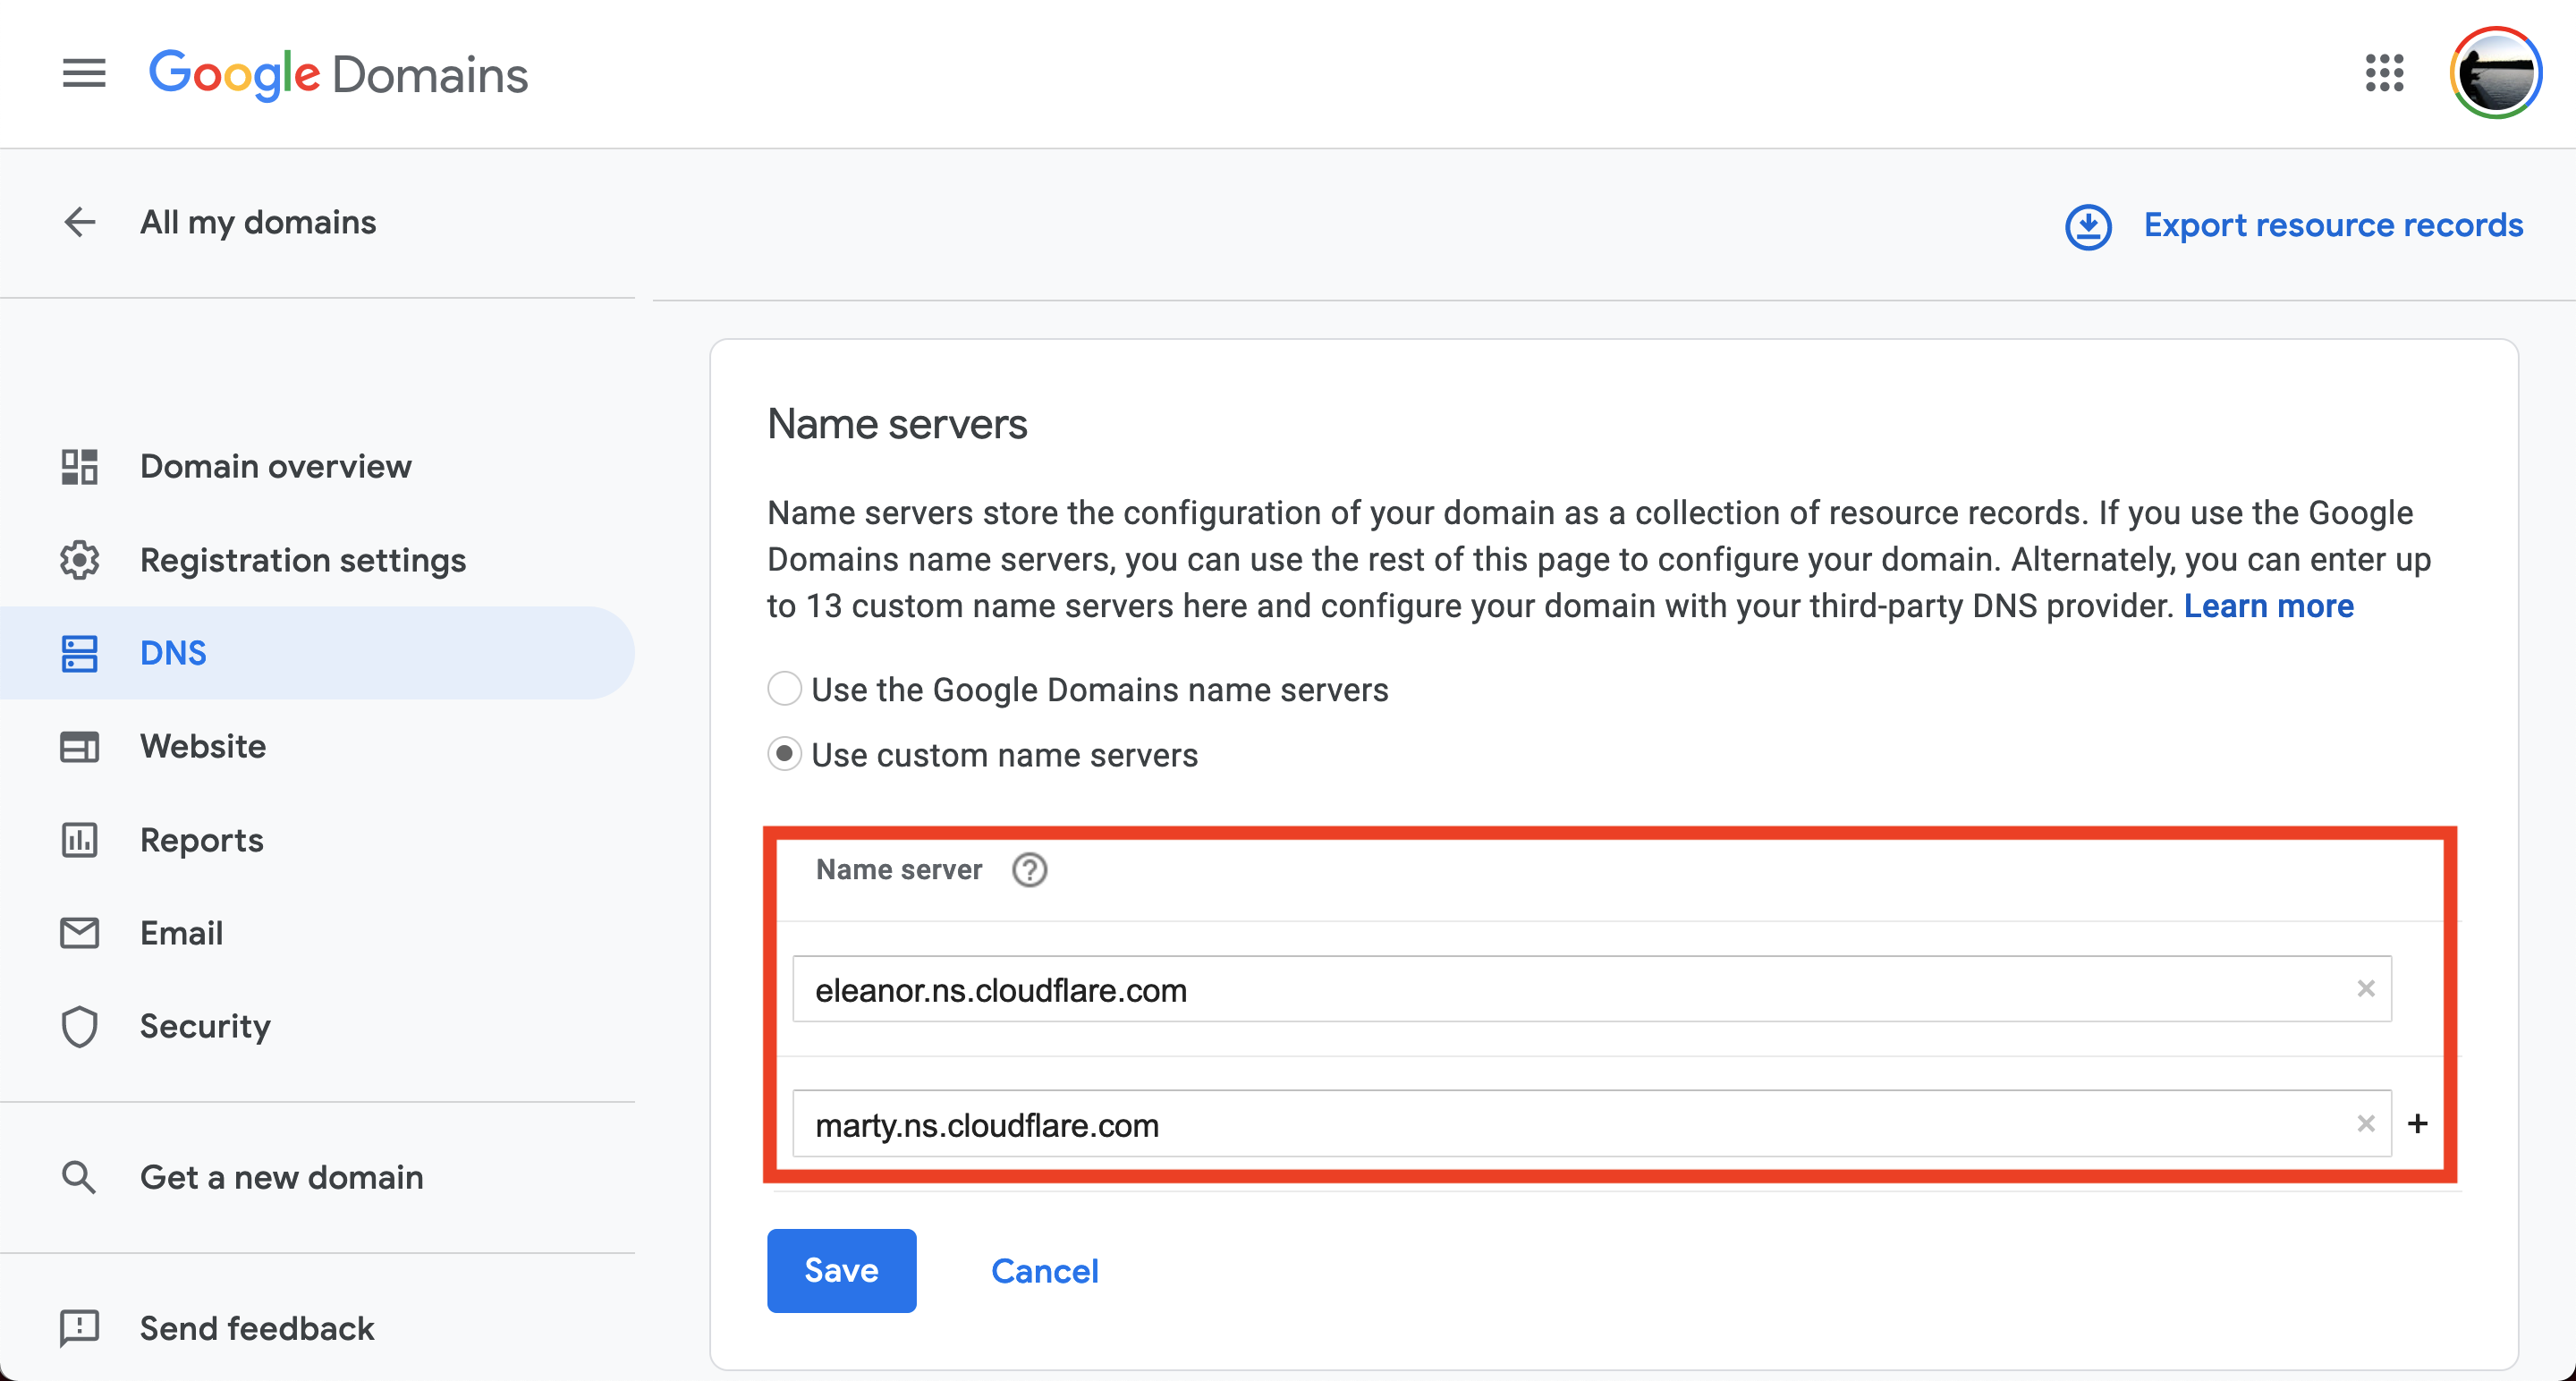 Google Domains
All my domains
Export resource records
Domain overview
Registration settings
DNS
Website
Reports
Email
Security
Get a new domain
Send feedback
Name servers
Name servers store the configuration of your domain as a collection of resource records. If you use the Google
Domains name servers, you can use the rest of this page to configure your domain. Alternately, you can enter up
to 13 custom name servers here and configure your domain with your third-party DNS provider. Learn more
Use the Google Domains name servers
Use custom name servers
Name server ?
eleanor.ns.cloudflare.com
marty.ns.cloudflare.com
Save Cancel